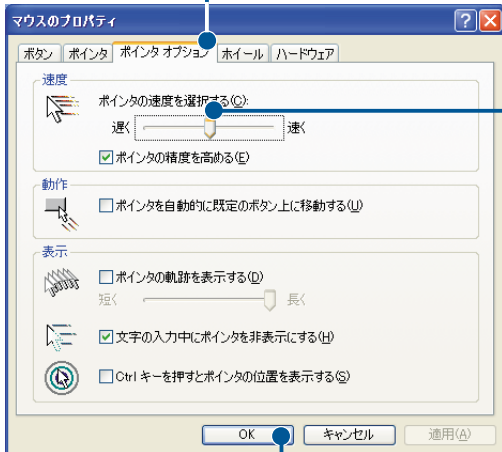 マウスのプロパティ
ボタン ポインタ ポインタ オプション ホイール ハードウェア
速度
ポインタの速度を選択する(C):
遅く 速く
ポインタの精度を高める(E)
動作
ポインタを自動的に既定のボタン上に移動する(U)
表示
ポインタの軌跡を表示する(D)
短く 長く
文字の入力中にポインタを非表示にする(H)
Ctrl キーを押すとポインタの位置を表示する(S)
OK キャンセル 適用(A)